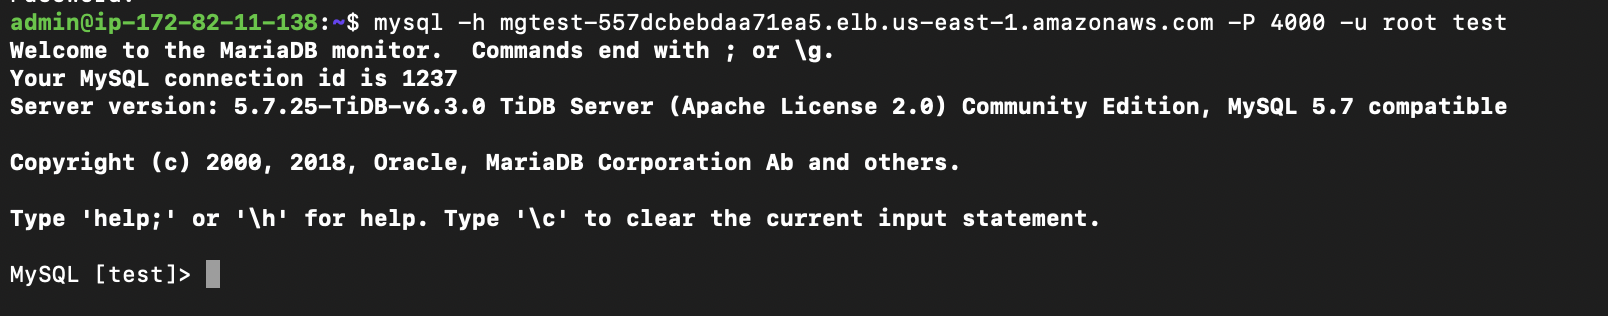 Password:
admin@ip-172-82-11-138:~$ mysql -h mgtest-557dcbebdaa71ea5.elb.us-east-1.amazonaws.com -P 4000 -u root test
Welcome to the MariaDB monitor.  Commands end with ; or \g.
Your MySQL connection id is 1237
Server version: 5.7.25-TiDB-v6.3.0 TiDB Server (Apache License 2.0) Community Edition, MySQL 5.7 compatible
Copyright (c) 2000, 2018, Oracle, MariaDB Corporation Ab and others.
Type 'help;' or '\h' for help. Type '\c' to clear the current input statement.
MySQL [test]>